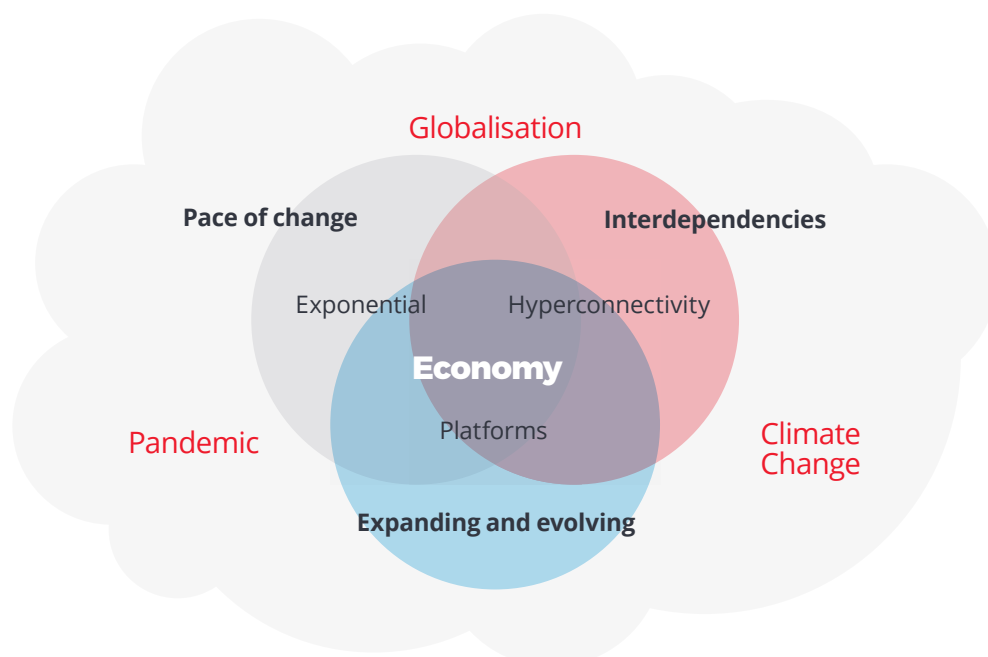 Globalisation
Pace of change
Interdependencies
Exponential
Hyperconnectivity
Economy
Platforms
Pandemic
Climate
Change
Expanding and evolving